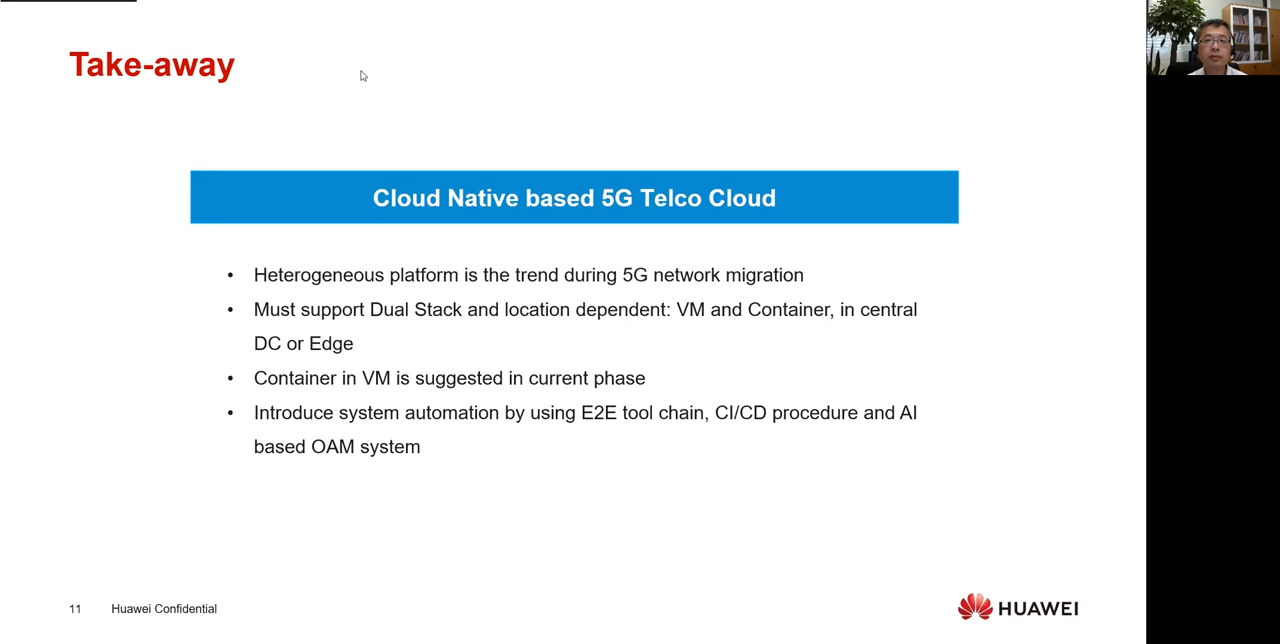 Take-away
Cloud Native based 5G Telco Cloud
• Heterogeneous platform is the trend during 5G network migration
• Must support Dual Stack and location dependent: VM and Container, in central
DC or Edge
• Container in VM is suggested in current phase
• Introduce system automation by using E2E tool chain, CI/CD procedure and AI
based OAM system
11 Huawei Confidential
HUAWEI